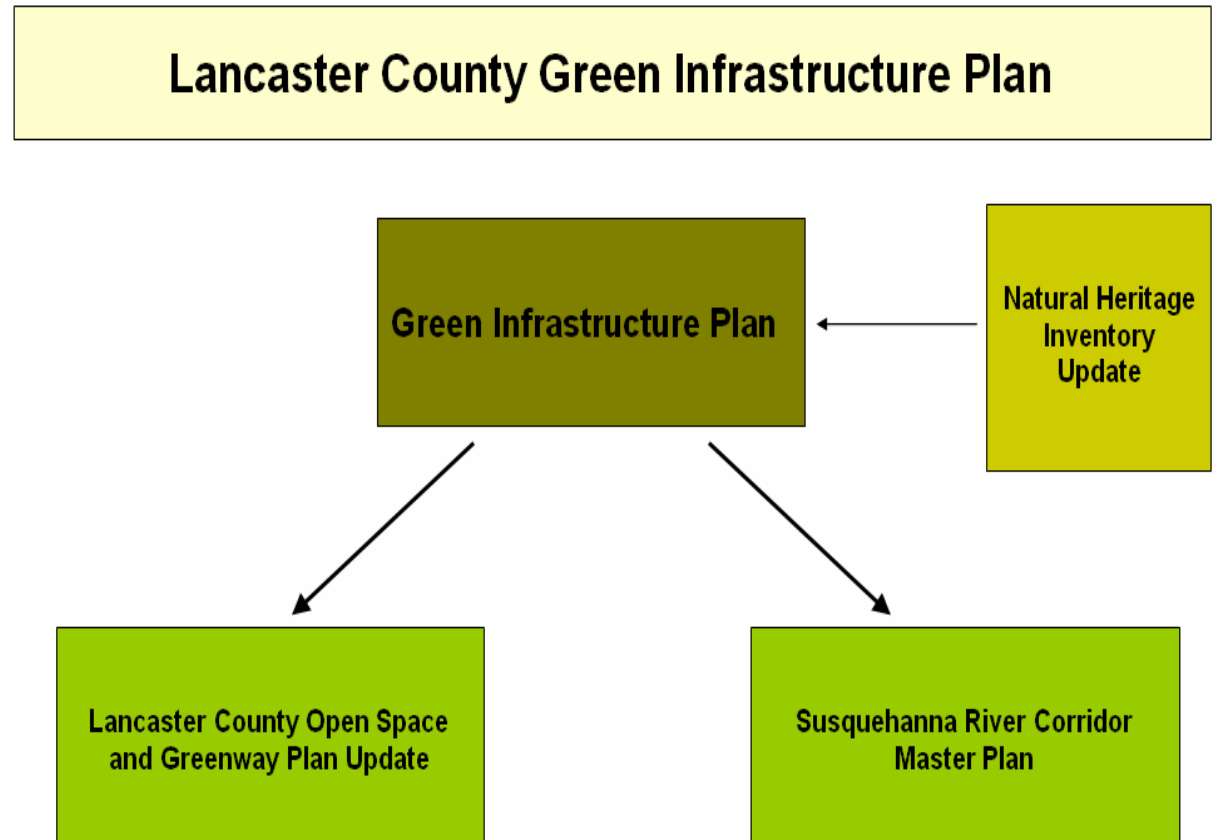 Lancaster County Green Infrastructure Plan
Green Infrastructure Plan
Natural Heritage
Inventory
Update
Lancaster County Open Space
and Greenway Plan Update
Susquehanna River Corridor
Master Plan